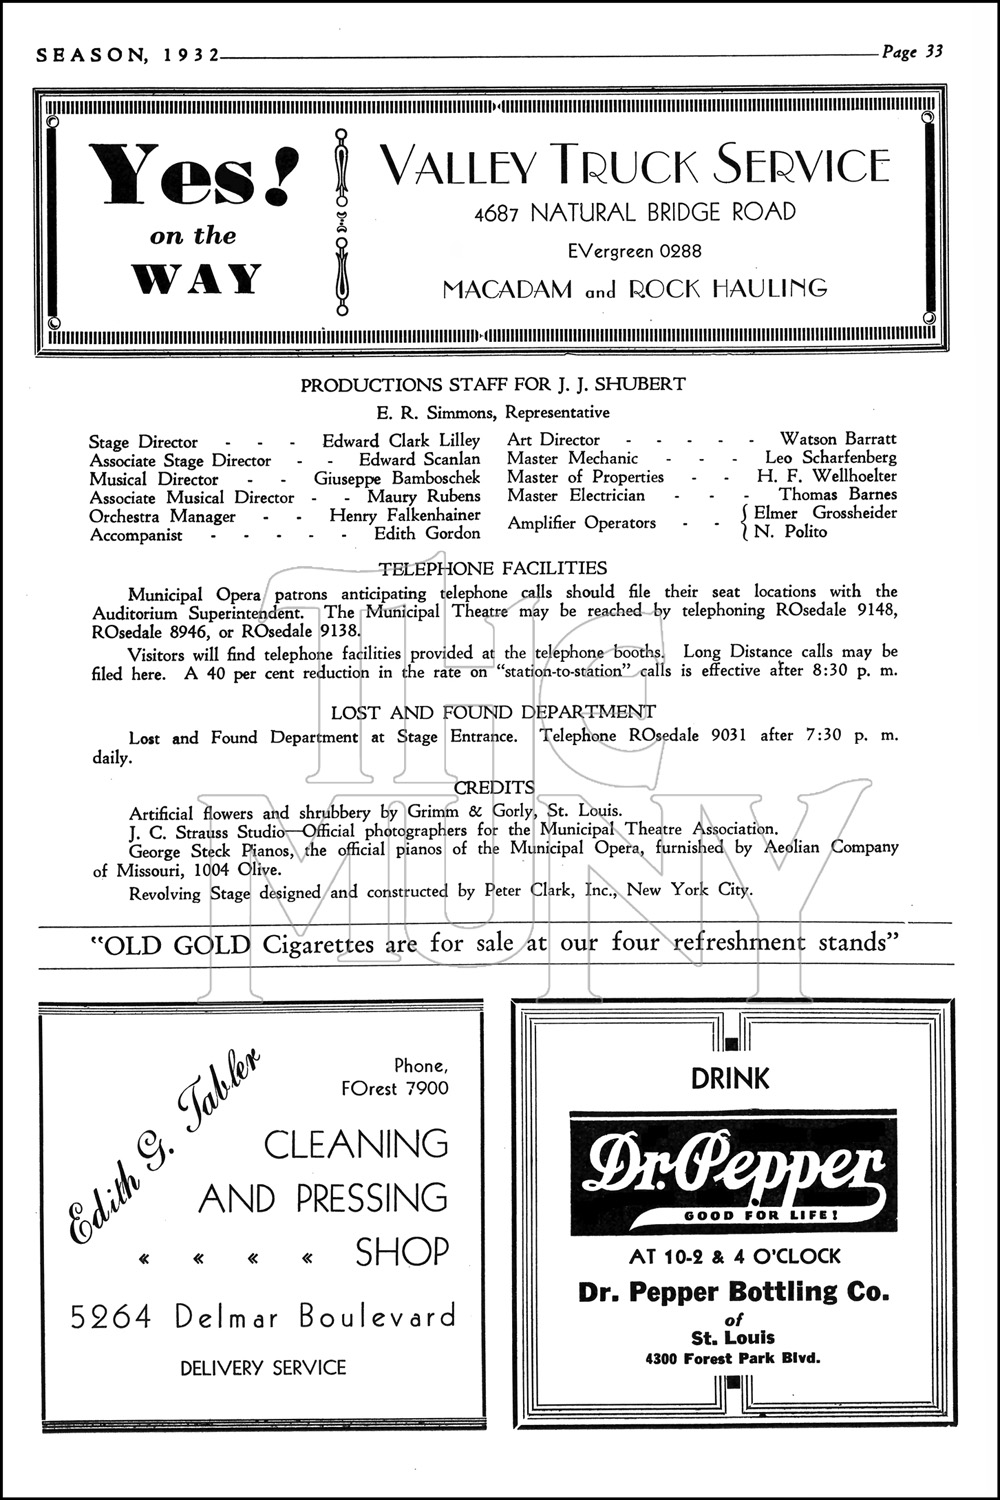 SEASON, 1932
Page 33
Yes!
on the
WAY
VALLEY TRUCK SERVICE
4687 NATURAL BRIDGE ROAD
EVergreen 0288
MACADAM and ROCK HAULING
PRODUCTIONS STAFF FOR J. J. SHUBERT
E. R. Simmons, Representative
Stage Director - - - Edward Clark Lilley
Associate Stage Director - - Edward Scanlan
Musical Director - - Giuseppe Bamboschek
Associate Musical Director - - Maury Rubens
Orchestra Manager - - Henry Falkenhainer
Accompanist - - - - - Edith Gordon
Art Director - - - - - Watson Barratt
Master Mechanic - - - Leo Scharfenberg
Master of Properties - - H. F. Wellhoelter
Master Electrician - - - Thomas Barnes
Amplifier Operators - - { Elmer Grossheider
N. Polito
TELEPHONE FACILITIES
Municipal Opera patrons anticipating telephone calls should file their seat locations with the
Auditorium Superintendent. The Municipal Theatre may be reached by telephoning ROsedale 9148,
ROsedale 8946, or ROsedale 9138.
Visitors will find telephone facilities provided at the telephone booths. Long Distance calls may be
filed here. A 40 per cent reduction in the rate on "station-to-station" calls is effective after 8:30 p. m.
LOST AND FOUND DEPARTMENT
Lost and Found Department at Stage Entrance. Telephone ROsedale 9031 after 7:30 p. m.
daily.
CREDITS
Artificial flowers and shrubbery by Grimm & Gorly, St. Louis.
J. C. Strauss Studio—Official photographers for the Municipal Theatre Association.
George Steck Pianos, the official pianos of the Municipal Opera, furnished by Aeolian Company
of Missouri, 1004 Olive.
Revolving Stage designed and constructed by Peter Clark, Inc., New York City.
THE
MUNY
"OLD GOLD Cigarettes are for sale at our four refreshment stands"
Edith G. Tabler
Phone,
FOrest 7900
CLEANING
AND PRESSING
« « « « SHOP
5264 Delmar Boulevard
DELIVERY SERVICE
DRINK
Dr. Pepper
GOOD FOR LIFE!
AT 10-2 & 4 O'CLOCK
Dr. Pepper Bottling Co.
of
St. Louis
4300 Forest Park Blvd.